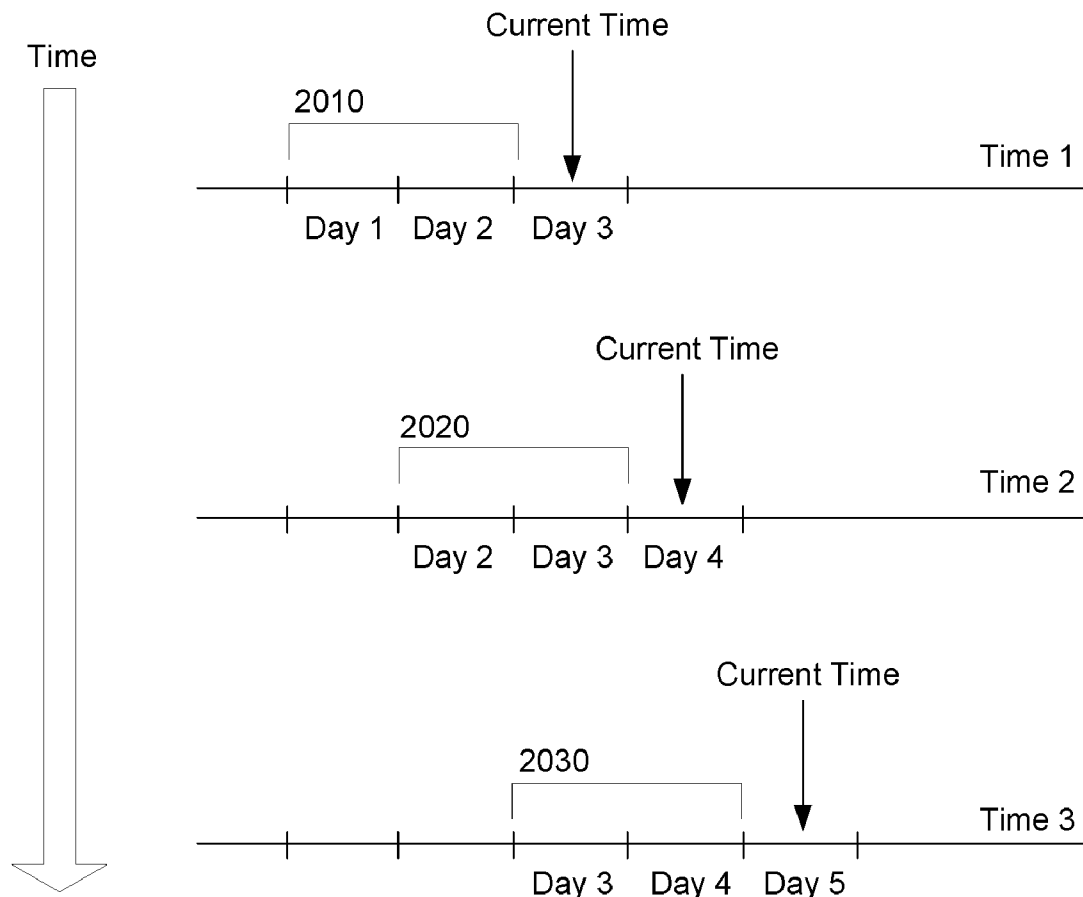 Current Time
Time
2010
Time 1
Day 1 Day 2 Day 3
Current Time
2020
Time 2
Day 2 Day 3 Day 4
Current Time
2030
Time 3
Day 3 Day 4 Day 5